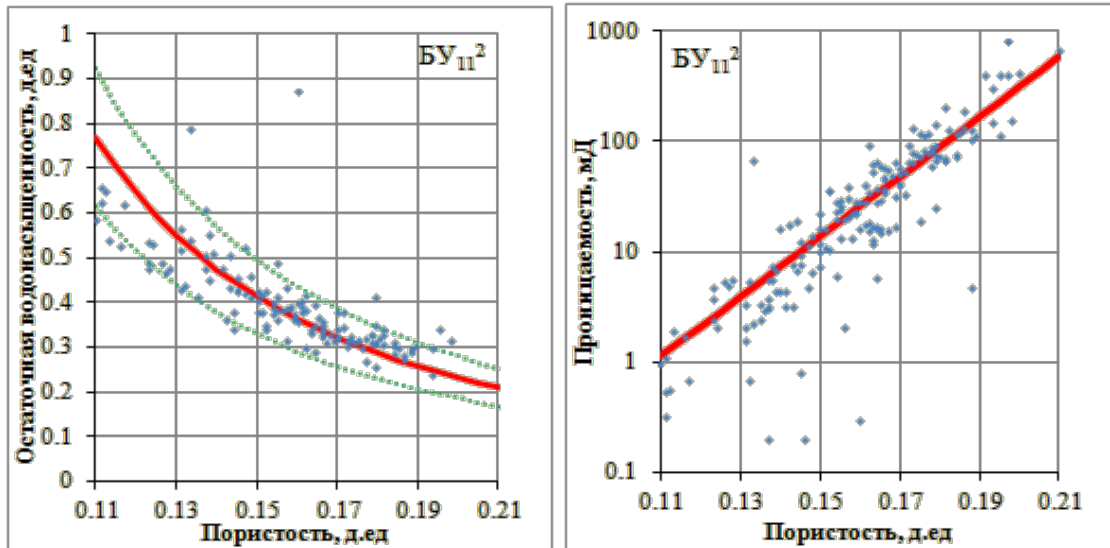 Остаточная водонасыщенность, д.ед
1
0.9
0.8
0.7
0.6
0.5
0.4
0.3
0.2
0.1
0
БУ₁₁²
0.11 0.13 0.15 0.17 0.19 0.21
Пористость, д.ед
Проницаемость, мД
1000
100
10
1
0.1
БУ₁₁²
0.11 0.13 0.15 0.17 0.19 0.21
Пористость, д.ед